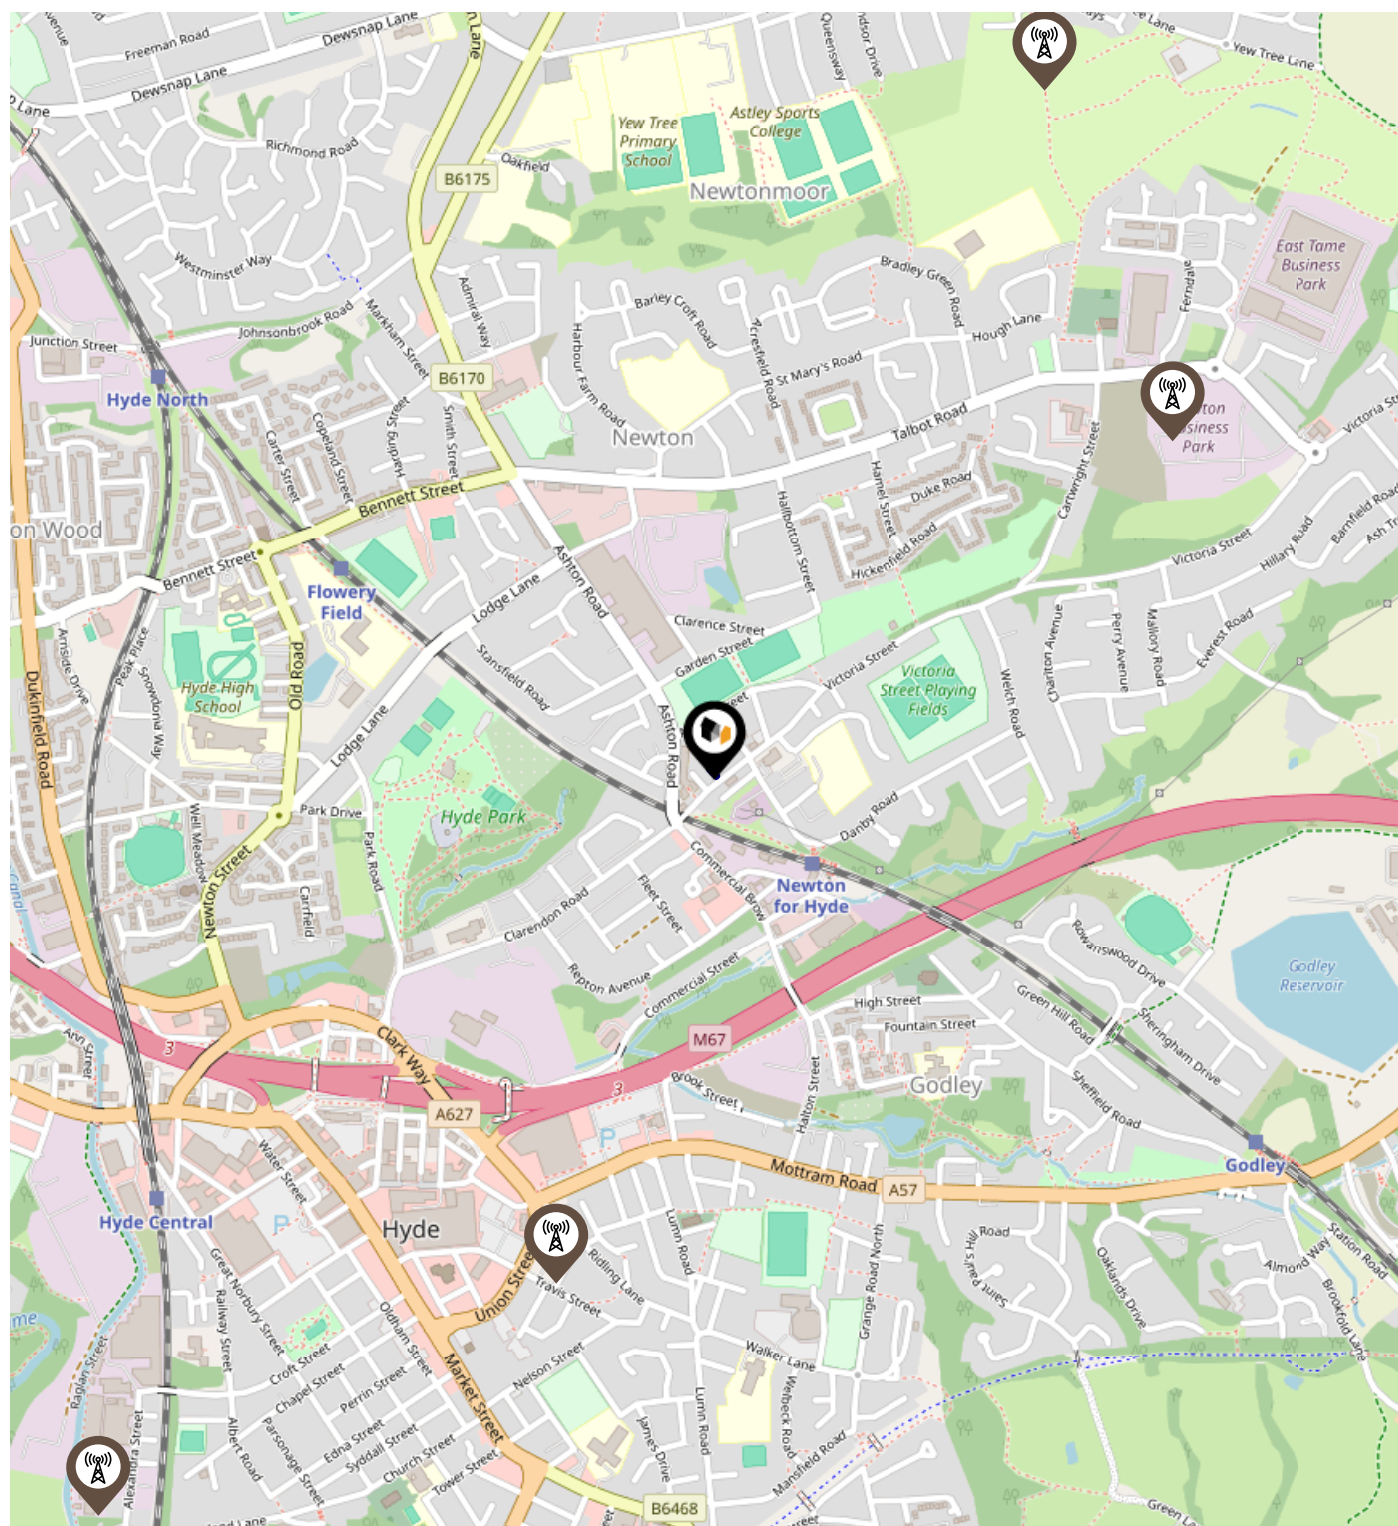 Freeman Road
Dewsnap Lane
Dewsnap Lane
Queensway
Yew Tree Lane
Richmond Road
B6175
Oakfield
Yew Tree
Primary
School
Astley Sports
College
Newtonmoor
Westminster Way
Admiral Way
Barley Croft Road
Bradley Green Road
Hough Lane
East Tame
Business
Park
Johnsonbrook Road
Markham Street
Junction Street
Harbour Farm Road
Acresfield Road
St Mary's Road
B6170
Hyde North
Harding Street
Smith Street
Copeland Street
Carter Street
Newton
Talbot Road
Cartwright Street
Park
Bennett Street
Hamel Street
Duke Road
Hallbottom Street
Hickenfield Road
Victoria Street
Hillary Road
Barnfield Road
Bennett Street
Flowery
Field
Ashton Road
Lodge Lane
Clarence Street
Garden Street
Victoria Street
Charlton Avenue
Perry Avenue
Mallory Road
Everest Road
Arnside Drive
Peak Place
Snowdonia Way
Dukinfield Road
Hyde High
School
Old Road
Stansfield Road
Ashton Road
Victoria
Street Playing
Fields
Welch Road
Lodge Lane
Hyde Park
Park Drive
Park Road
Well Meadow
Newton Street
Carrfield
Danby Road
Commercial Brow
Newton
for Hyde
Fleet Street
Clarendon Road
Repton Avenue
Commercial Street
Canal
Rowanswood Drive
Godley
Reservoir
High Street
Fountain Street
Green Hill Road
Sheringham Drive
Sheffield Road
M67
3
3
Clark Way
A627
Brook Street
Halton Street
Godley
Godley
Mottram Road
A57
Water Street
P
P
Hyde Central
Hyde
Union Street
Travis Street
Ridling Lane
Lumn Road
Grange Road North
Saint Paul's Hill
Road
Oaklands Drive
Almond Way
Station Road
Brookfold Lane
Great Norbury Street
Railway Street
Raglan Street
Croft Street
Chapel Street
Oldham Street
Perrin Street
Market Street
Nelson Street
Walker Lane
Welbeck Road
Lumn Road
James Drive
Mansfield Road
Alexandra Street
Albert Road
Parsonage Street
Edna Street
Syddall Street
Church Street
Tower Street
B6468